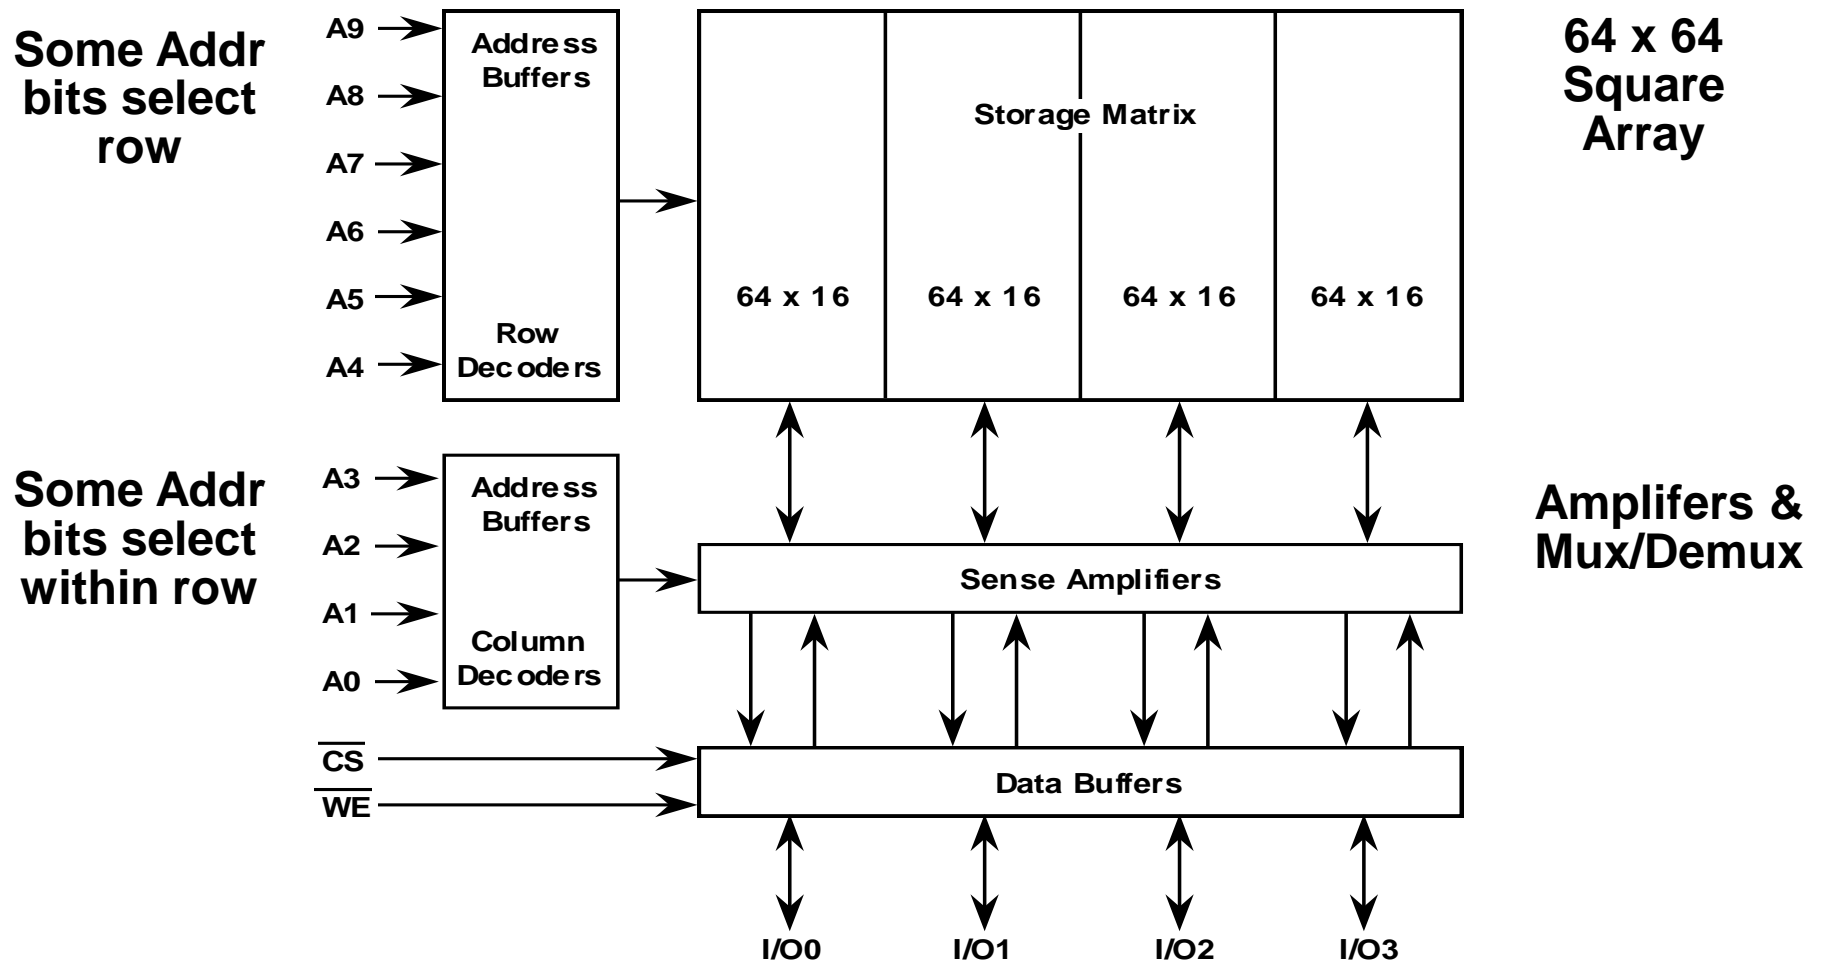 Some Addr
bits select
row
A9
A8
A7
A6
A5
A4
Address
Buffers
Row
Decoders
Storage Matrix
64 x 16
64 x 16
64 x 16
64 x 16
64 x 64
Square
Array
Some Addr
bits select
within row
A3
A2
A1
A0
Address
Buffers
Column
Decoders
Sense Amplifiers
Amplifers &
Mux/Demux
CS
WE
Data Buffers
I/O0
I/O1
I/O2
I/O3